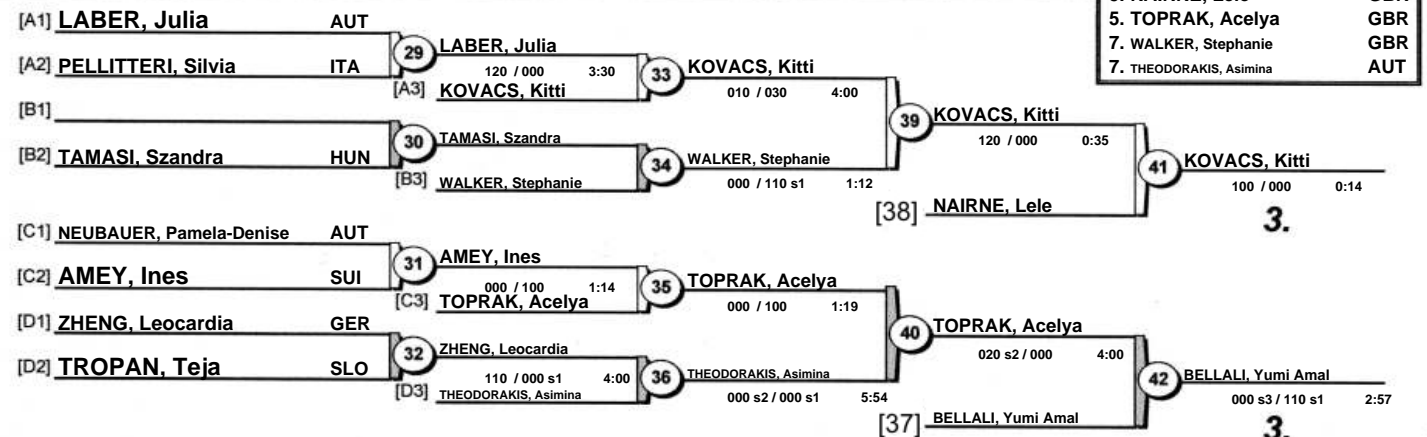 3. NAIRNE, Lele GBR
5. TOPRAK, Acelya GBR
7. WALKER, Stephanie GBR
7. THEODORAKIS, Asimina AUT
[A1] LABER, Julia AUT
29 LABER, Julia
[A2] PELLITTERI, Silvia ITA
120 / 000 3:30
[A3] KOVACS, Kitti
33 KOVACS, Kitti
010 / 030 4:00
[B1]
39 KOVACS, Kitti
120 / 000 0:35
30 TAMASI, Szandra
[B2] TAMASI, Szandra HUN
34 WALKER, Stephanie
000 / 110 s1 1:12
[B3] WALKER, Stephanie
41 KOVACS, Kitti
100 / 000 0:14
[38] NAIRNE, Lele
3.
[C1] NEUBAUER, Pamela-Denise AUT
31 AMEY, Ines
[C2] AMEY, Ines SUI
000 / 100 1:14
[C3] TOPRAK, Acelya
35 TOPRAK, Acelya
000 / 100 1:19
[D1] ZHENG, Leocardia GER
40 TOPRAK, Acelya
020 s2 / 000 4:00
32 ZHENG, Leocardia
[D2] TROPAN, Teja SLO
110 / 000 s1 4:00
36 THEODORAKIS, Asimina
000 s2 / 000 s1 5:54
[D3] THEODORAKIS, Asimina
42 BELLALI, Yumi Amal
000 s3 / 110 s1 2:57
[37] BELLALI, Yumi Amal
3.